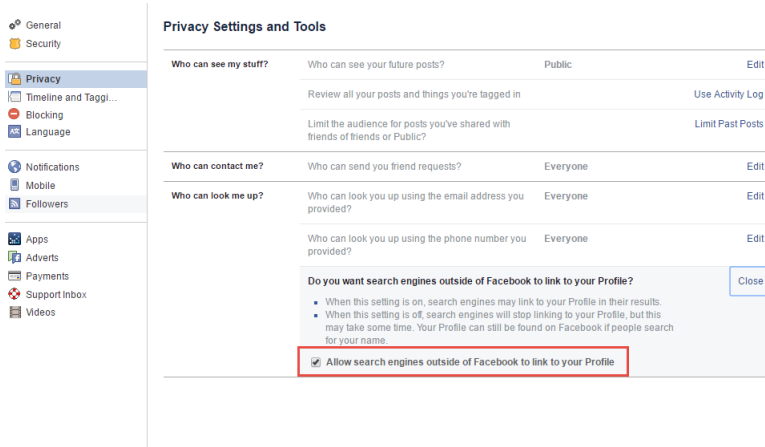 General
Security
Privacy
Timeline and Taggi...
Blocking
Language
Notifications
Mobile
Followers
Apps
Adverts
Payments
Support Inbox
Videos
Privacy Settings and Tools
Who can see my stuff? Who can see your future posts? Public Edit
Review all your posts and things you're tagged in Use Activity Log
Limit the audience for posts you've shared with Limit Past Posts
friends of friends or Public?
Who can contact me? Who can send you friend requests? Everyone Edit
Who can look me up? Who can look you up using the email address you Everyone Edit
provided?
Who can look you up using the phone number you Everyone Edit
provided?
Do you want search engines outside of Facebook to link to your Profile? Close
When this setting is on, search engines may link to your Profile in their results.
When this setting is off, search engines will stop linking to your Profile, but this
may take some time. Your Profile can still be found on Facebook if people search
for your name.
Allow search engines outside of Facebook to link to your Profile